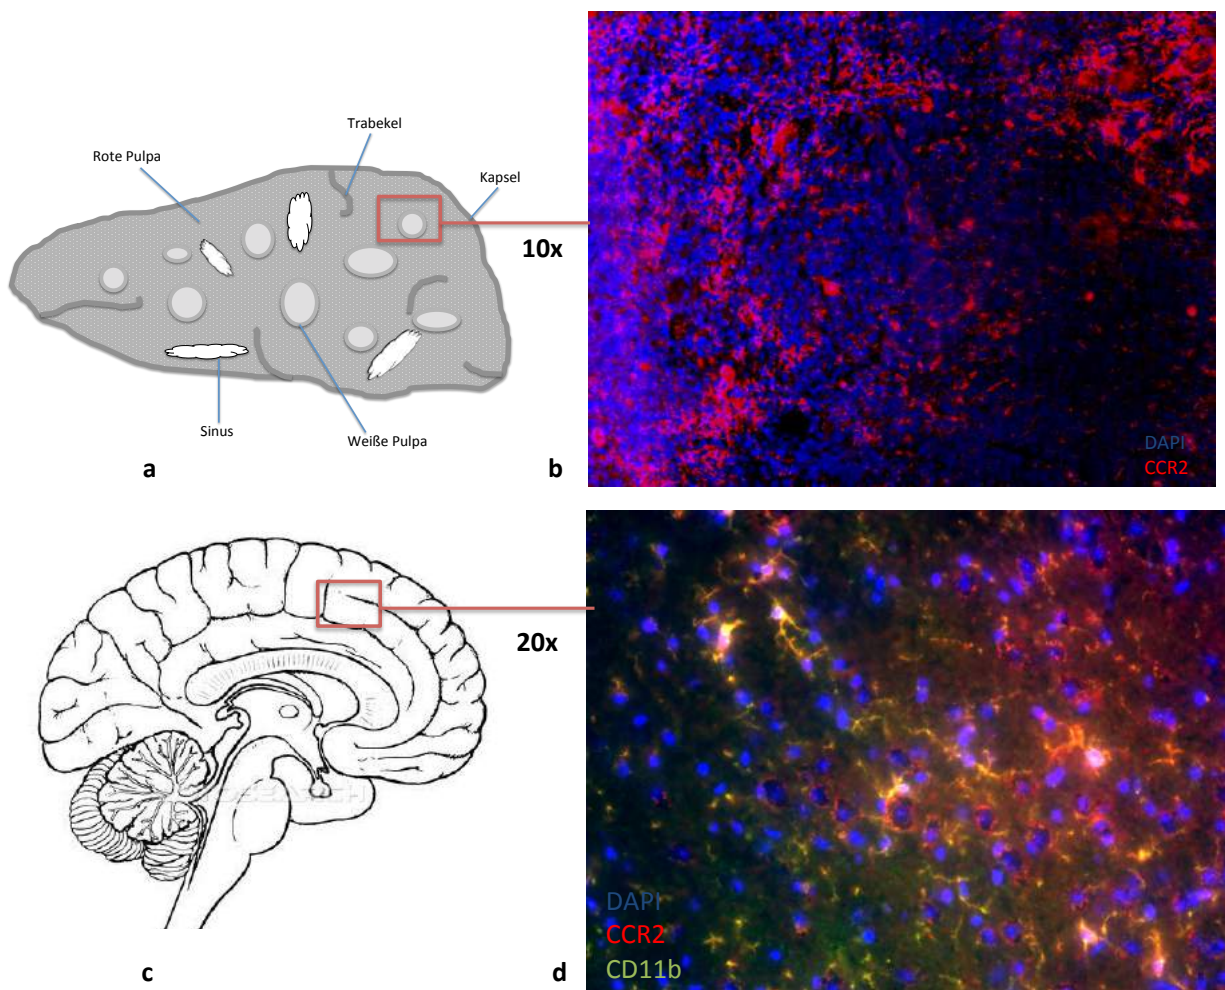 Trabekel
Rote Pulpa
Kapsel
10x
Sinus
Weiße Pulpa
a
b
DAPI
CCR2
20x
DAPI
CCR2
CD11b
c
d